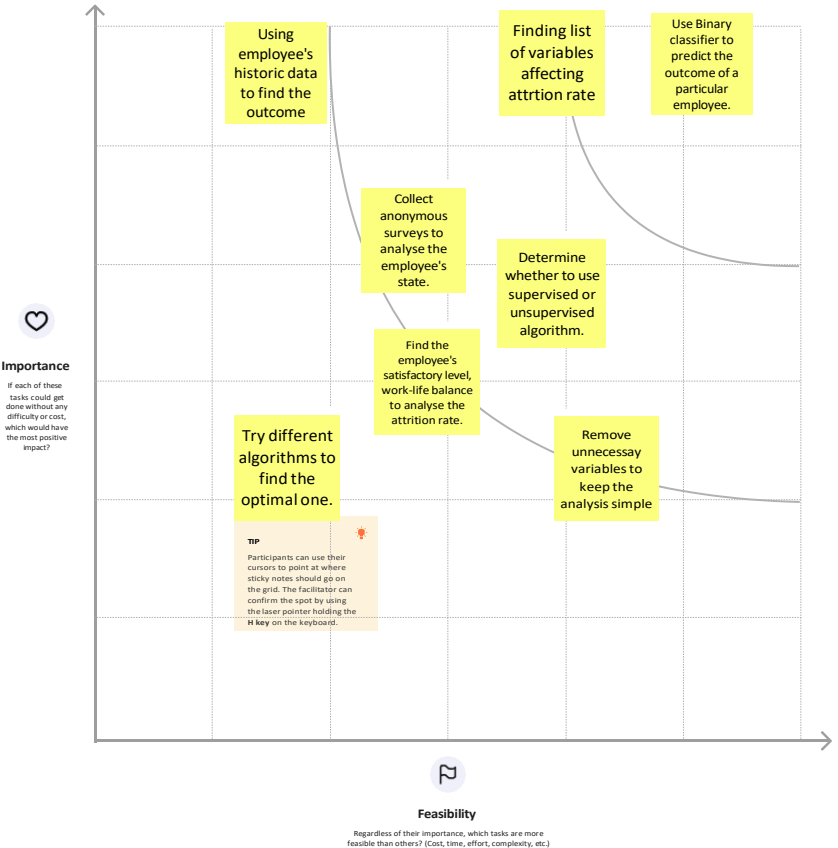 Using
employee's
historic data
to find the
outcome
Finding list
of variables
affecting
attrtion rate
Use Binary
classifier to
predict the
outcome of a
particular
employee.
Collect
anonymous
surveys to
analyse the
employee's
state.
Determine
whether to use
supervised or
unsupervised
algorithm.
Importance
If each of these
tasks could get
done without any
difficulty or cost,
which would have
the most positive
impact?
Find the
employee's
satisfactory level,
work-life balance
to analyse the
attrition rate.
Try different
algorithms to
find the
optimal one.
Remove
unnecessay
variables to
keep the
analysis simple
TIP
Participants can use their
cursors to point at where
sticky notes should go on
the grid. The facilitator can
confirm the spot by using
the laser pointer holding the
H key on the keyboard.
Feasibility
Regardless of their importance, which tasks are more
feasible than others? (Cost, time, effort, complexity, etc.)